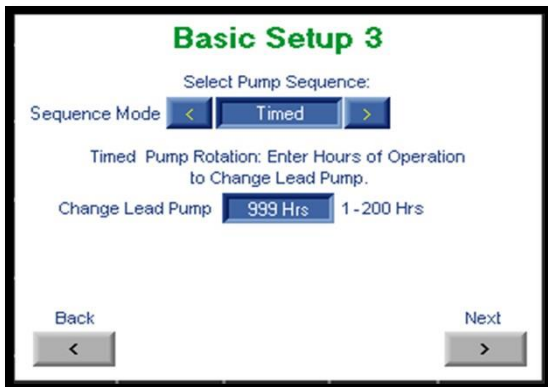 Basic Setup 3
Select Pump Sequence:
Sequence Mode < Timed >
Timed Pump Rotation: Enter Hours of Operation
to Change Lead Pump.
Change Lead Pump 999 Hrs 1-200 Hrs
Back Next
< >